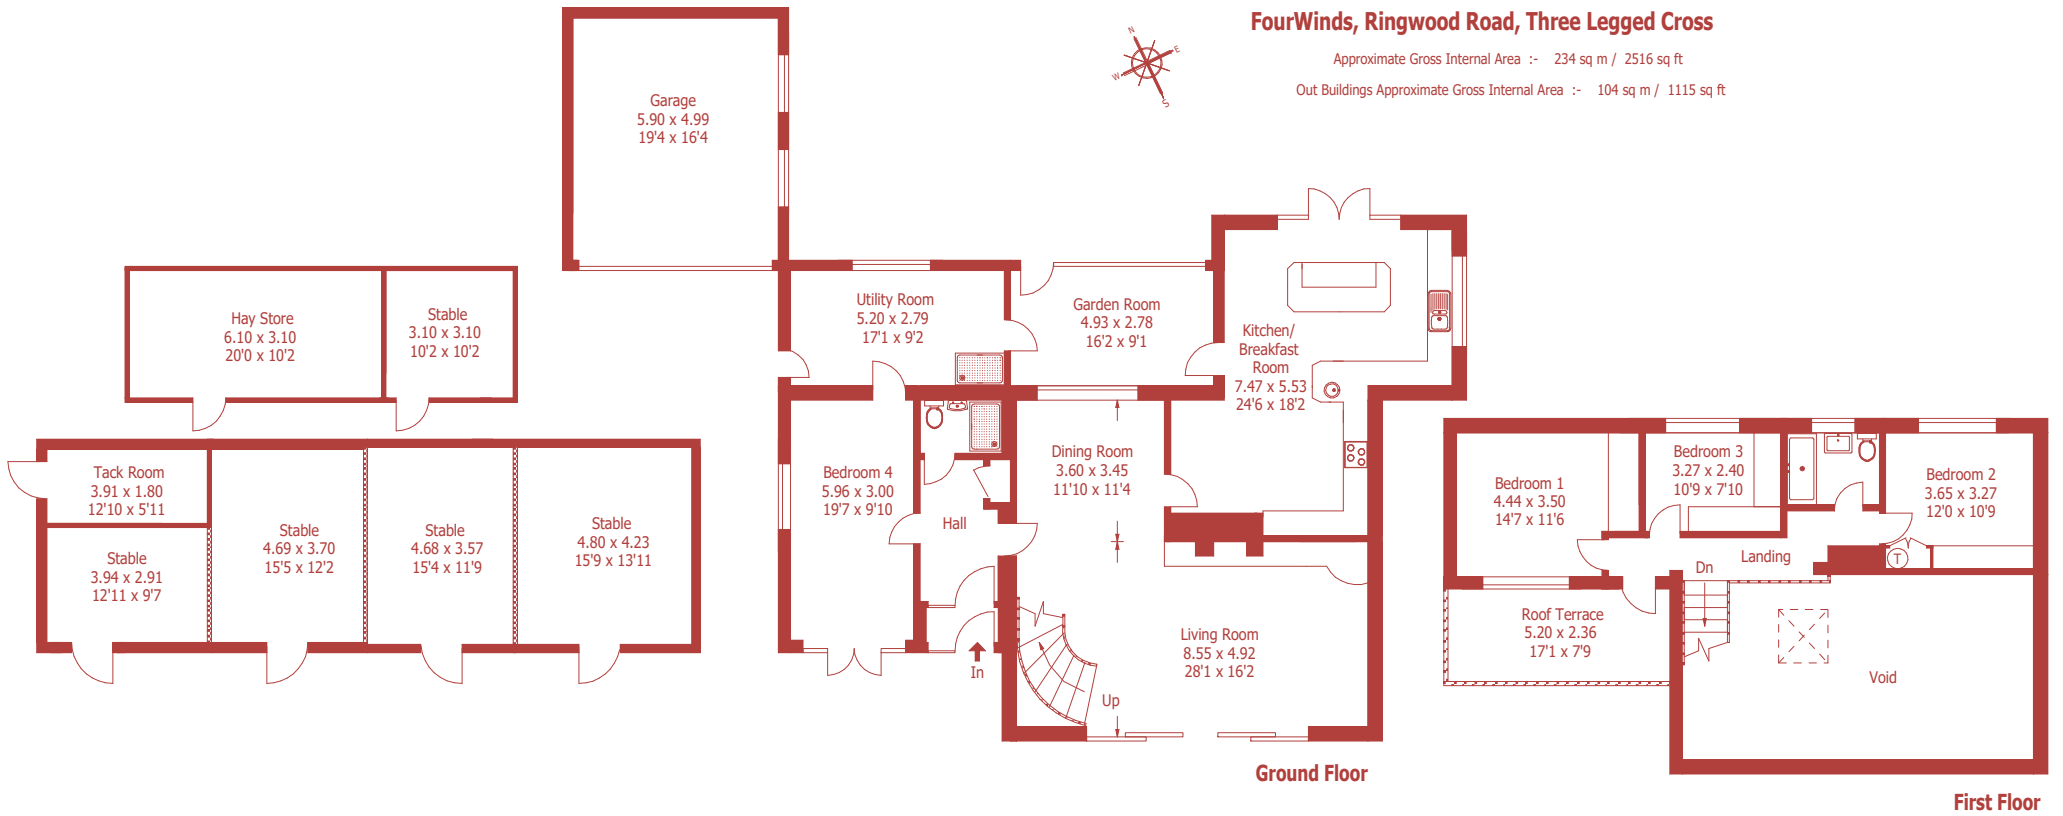 FourWinds, Ringwood Road, Three Legged Cross
Approximate Gross Internal Area :- 234 sq m / 2516 sq ft
Out Buildings Approximate Gross Internal Area :- 104 sq m / 1115 sq ft
N
E
W
S
Garage
5.90 x 4.99
19'4 x 16'4
Hay Store
6.10 x 3.10
20'0 x 10'2
Stable
3.10 x 3.10
10'2 x 10'2
Tack Room
3.91 x 1.80
12'10 x 5'11
Stable
3.94 x 2.91
12'11 x 9'7
Stable
4.69 x 3.70
15'5 x 12'2
Stable
4.68 x 3.57
15'4 x 11'9
Stable
4.80 x 4.23
15'9 x 13'11
Utility Room
5.20 x 2.79
17'1 x 9'2
Garden Room
4.93 x 2.78
16'2 x 9'1
Kitchen/
Breakfast
Room
7.47 x 5.53
24'6 x 18'2
Bedroom 4
5.96 x 3.00
19'7 x 9'10
Hall
In
Dining Room
3.60 x 3.45
11'10 x 11'4
Living Room
8.55 x 4.92
28'1 x 16'2
Up
Ground Floor
Bedroom 1
4.44 x 3.50
14'7 x 11'6
Bedroom 3
3.27 x 2.40
10'9 x 7'10
Bedroom 2
3.65 x 3.27
12'0 x 10'9
Landing
T
Dn
Roof Terrace
5.20 x 2.36
17'1 x 7'9
Void
First Floor